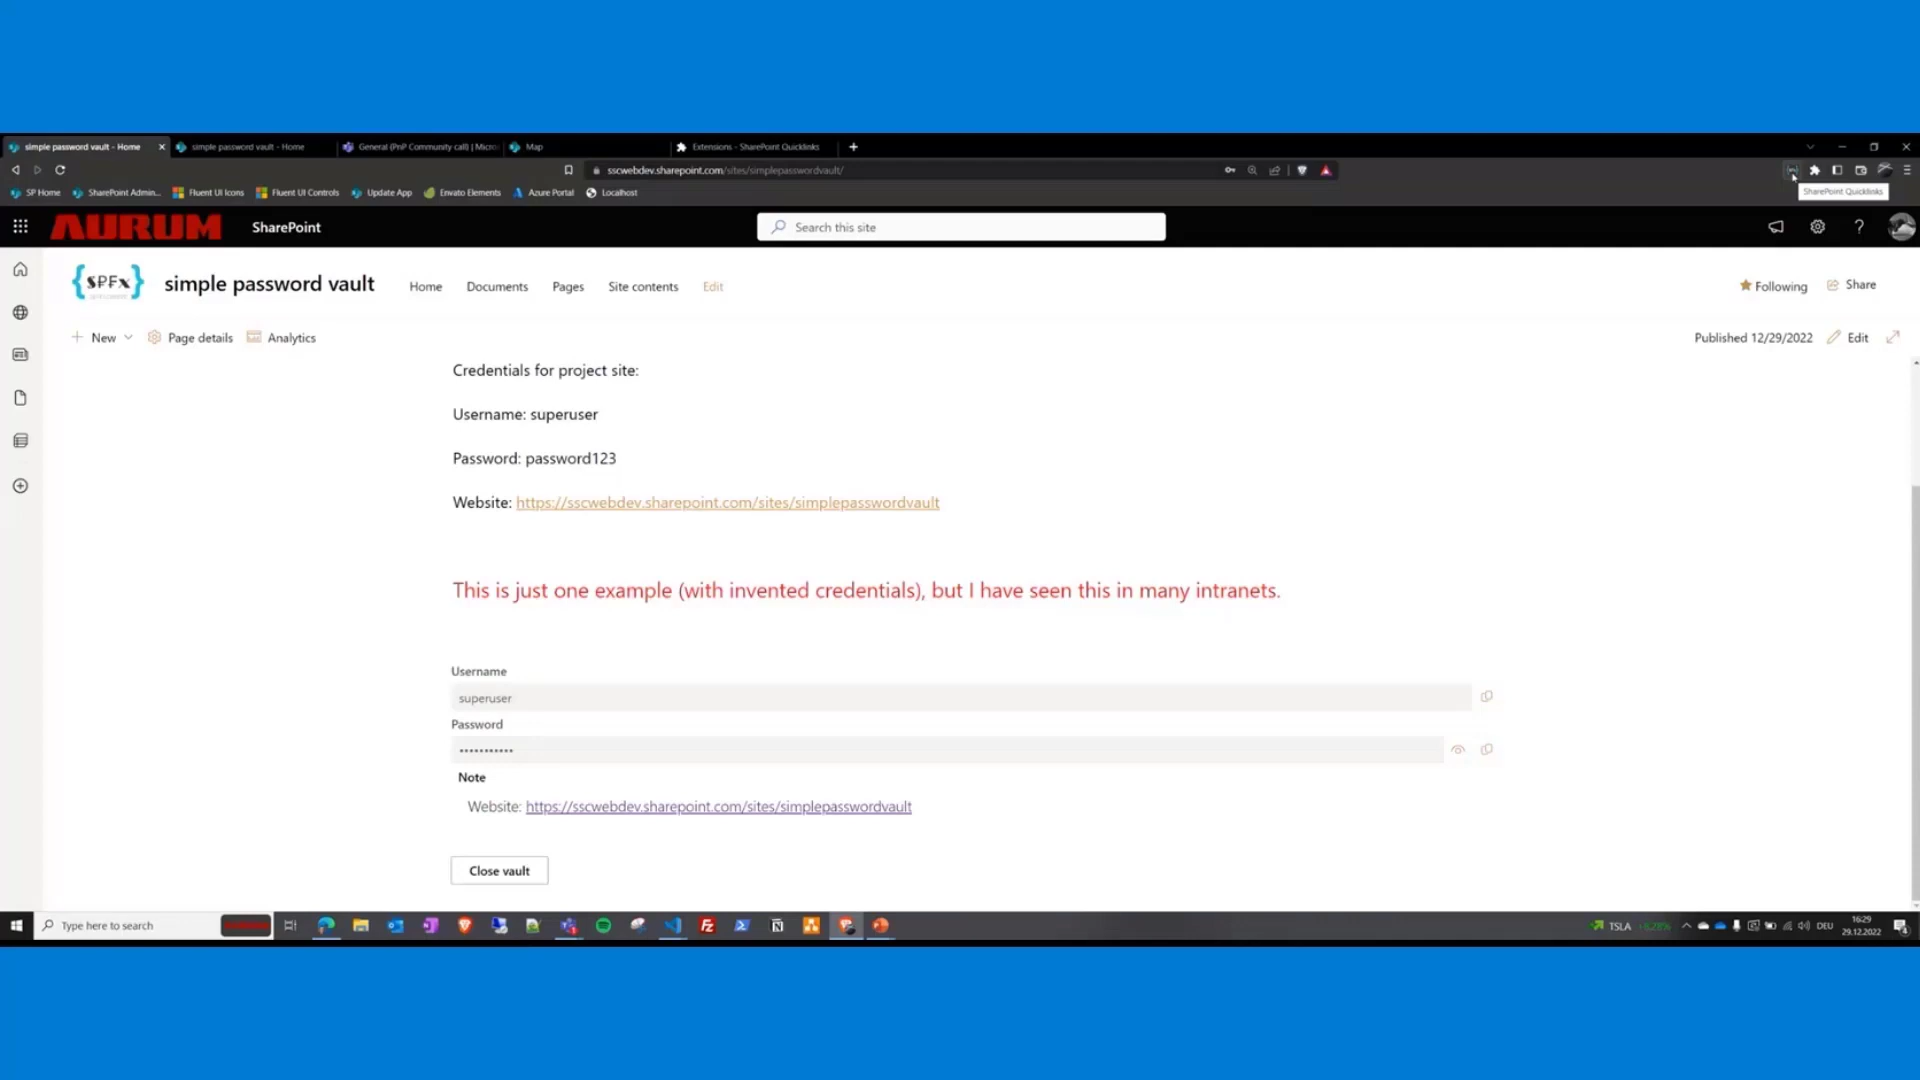 simple password vault - Home
simple password vault - Home
General (PnP Community call) | Micro
Map
Extensions - SharePoint Quicklinks
sscwebdev.sharepoint.com/sites/simplepasswordvault/
SP Home
SharePoint Admin...
Fluent UI Icons
Fluent UI Controls
Update App
Envato Elements
Azure Portal
Localhost
SharePoint Quicklinks
AURUM
SharePoint
Search this site
{SPFx}
simple password vault
Home
Documents
Pages
Site contents
Edit
Following
Share
New
Page details
Analytics
Published 12/29/2022
Edit
Credentials for project site:
Username: superuser
Password: password123
Website: https://sscwebdev.sharepoint.com/sites/simplepasswordvault
This is just one example (with invented credentials), but I have seen this in many intranets.
Username
superuser
Password
•••••••••••
Note
Website: https://sscwebdev.sharepoint.com/sites/simplepasswordvault
Close vault
Type here to search
TSLA
DEU
16:29
29.12.2022